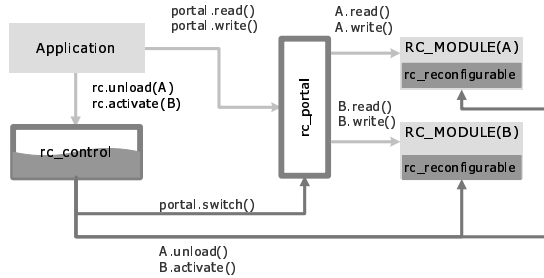 portal.read()
portal.write()
Application
A.read()
A.write()
RC_MODULE(A)
rc_reconfigurable
rc.unload(A)
rc.activate(B)
rc_portal
B.read()
B.write()
RC_MODULE(B)
rc_control
rc_reconfigurable
portal.switch()
A.unload()
B.activate()